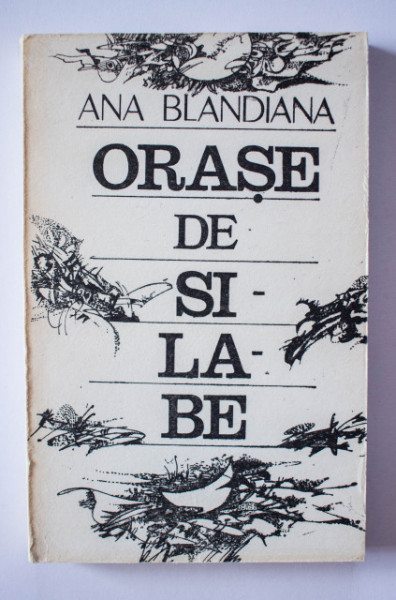 ANA BLANDIANA
ORAȘE
DE
SI-
LA-
BE